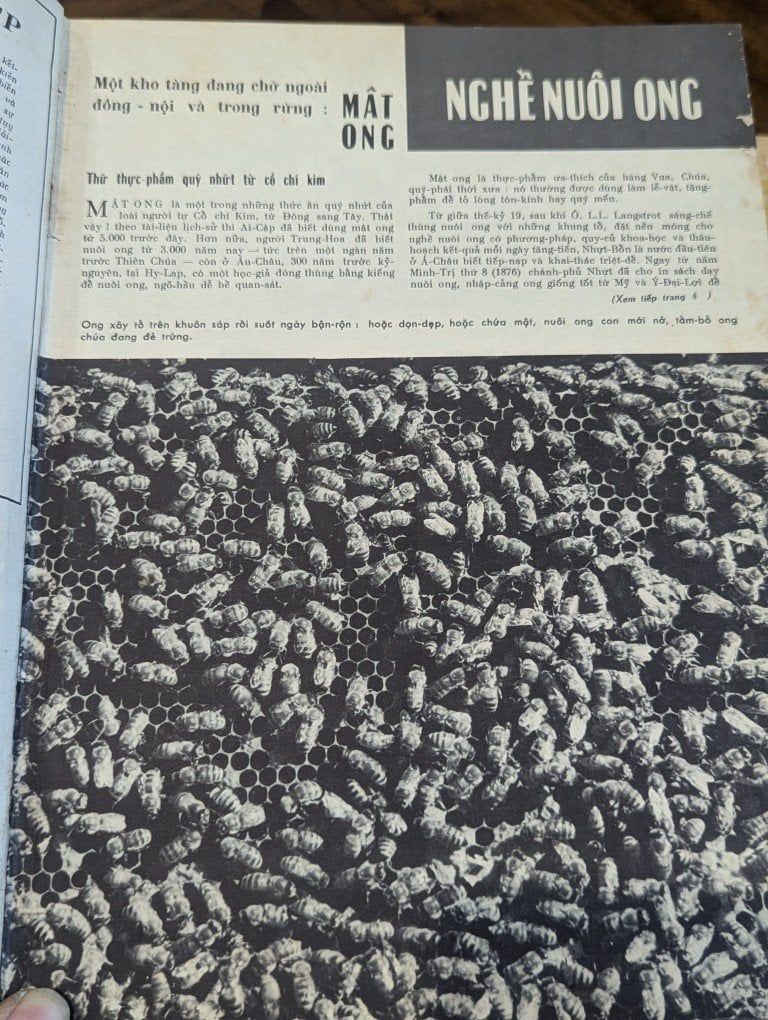 Một kho tàng đang chờ ngoài
đồng - nội và trong rừng :
MẬT
ONG
NGHỀ NUÔI ONG
Thứ thực-phẩm quý nhứt từ cổ chí kim
MẬT ONG là một trong những thức ăn quý nhứt của
loài người tự Cổ chí Kim, từ Đông sang Tây. Thật
vậy ! theo tài-liệu lịch-sử thì Ai-Cập đã biết dùng mật ong
từ 5.000 trước đây. Hơn nữa, người Trung-Hoa đã biết
nuôi ong từ 3.000 năm nay — tức trên một ngàn năm
trước Thiên Chúa — còn ở Âu-Châu, 300 năm trước kỷ-
nguyên, tại Hy-Lạp, có một học-giả đóng thùng bằng kiếng
để nuôi ong, ngõ-hầu dễ bề quan-sát.
Mật ong là thực-phẩm ưa-thích của hàng Vua, Chúa,
quý-phái thời xưa : nó thường được dùng làm lễ-vật, tặng-
phẩm để tỏ lòng tôn-kính hay quý mến.
Từ giữa thế-kỷ 19, sau khi Ô. L.L. Langstrot sáng-chế
thùng nuôi ong với những khung tổ, đặt nền móng cho
nghề nuôi ong có phương-pháp, quy-củ khoa-học và thâu-
hoạch kết-quả mỗi ngày tăng-tiến, Nhựt-Bổn là nước đầu-tiên
ở Á-Châu biết tiếp-nạp và khai-thác triệt-để. Ngay từ năm
Minh-Trị thứ 8 (1876) chánh-phủ Nhựt đã cho in sách dạy
nuôi ong, nhập-cảng ong giống tốt từ Mỹ và Ý-Đại-Lợi để
(Xem tiếp trang 4 )
Ong xây tổ trên khuôn sáp rồi suốt ngày bận-rộn : hoặc dọn-dẹp, hoặc chứa mật, nuôi ong con mới nở, tằm-bổ ong
chúa đang đẻ trứng.